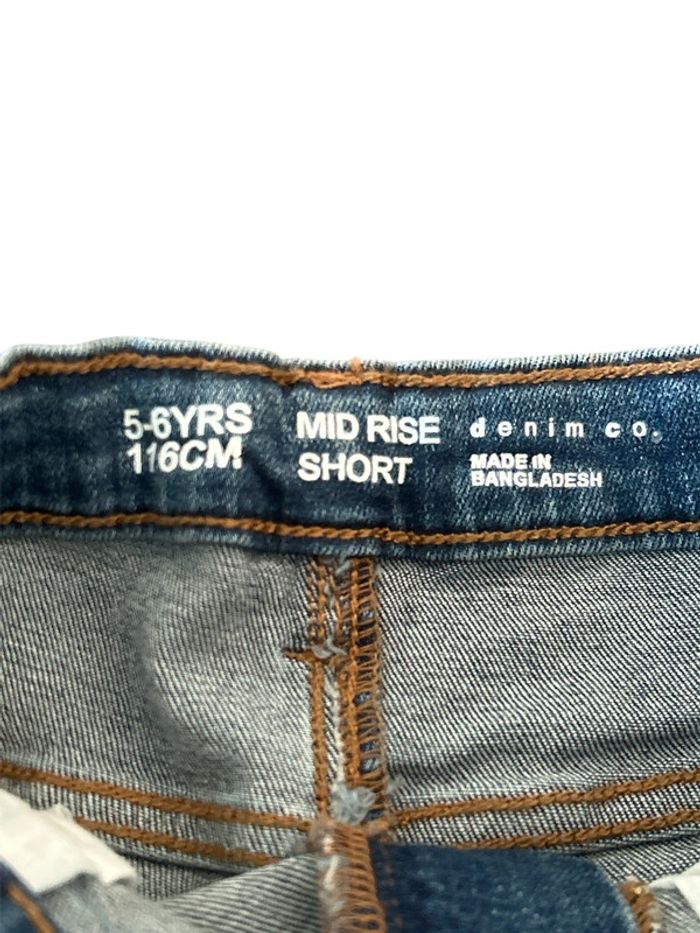 5-6YRS
116CM
MID RISE
SHORT
denim co.
MADE IN
BANGLADESH